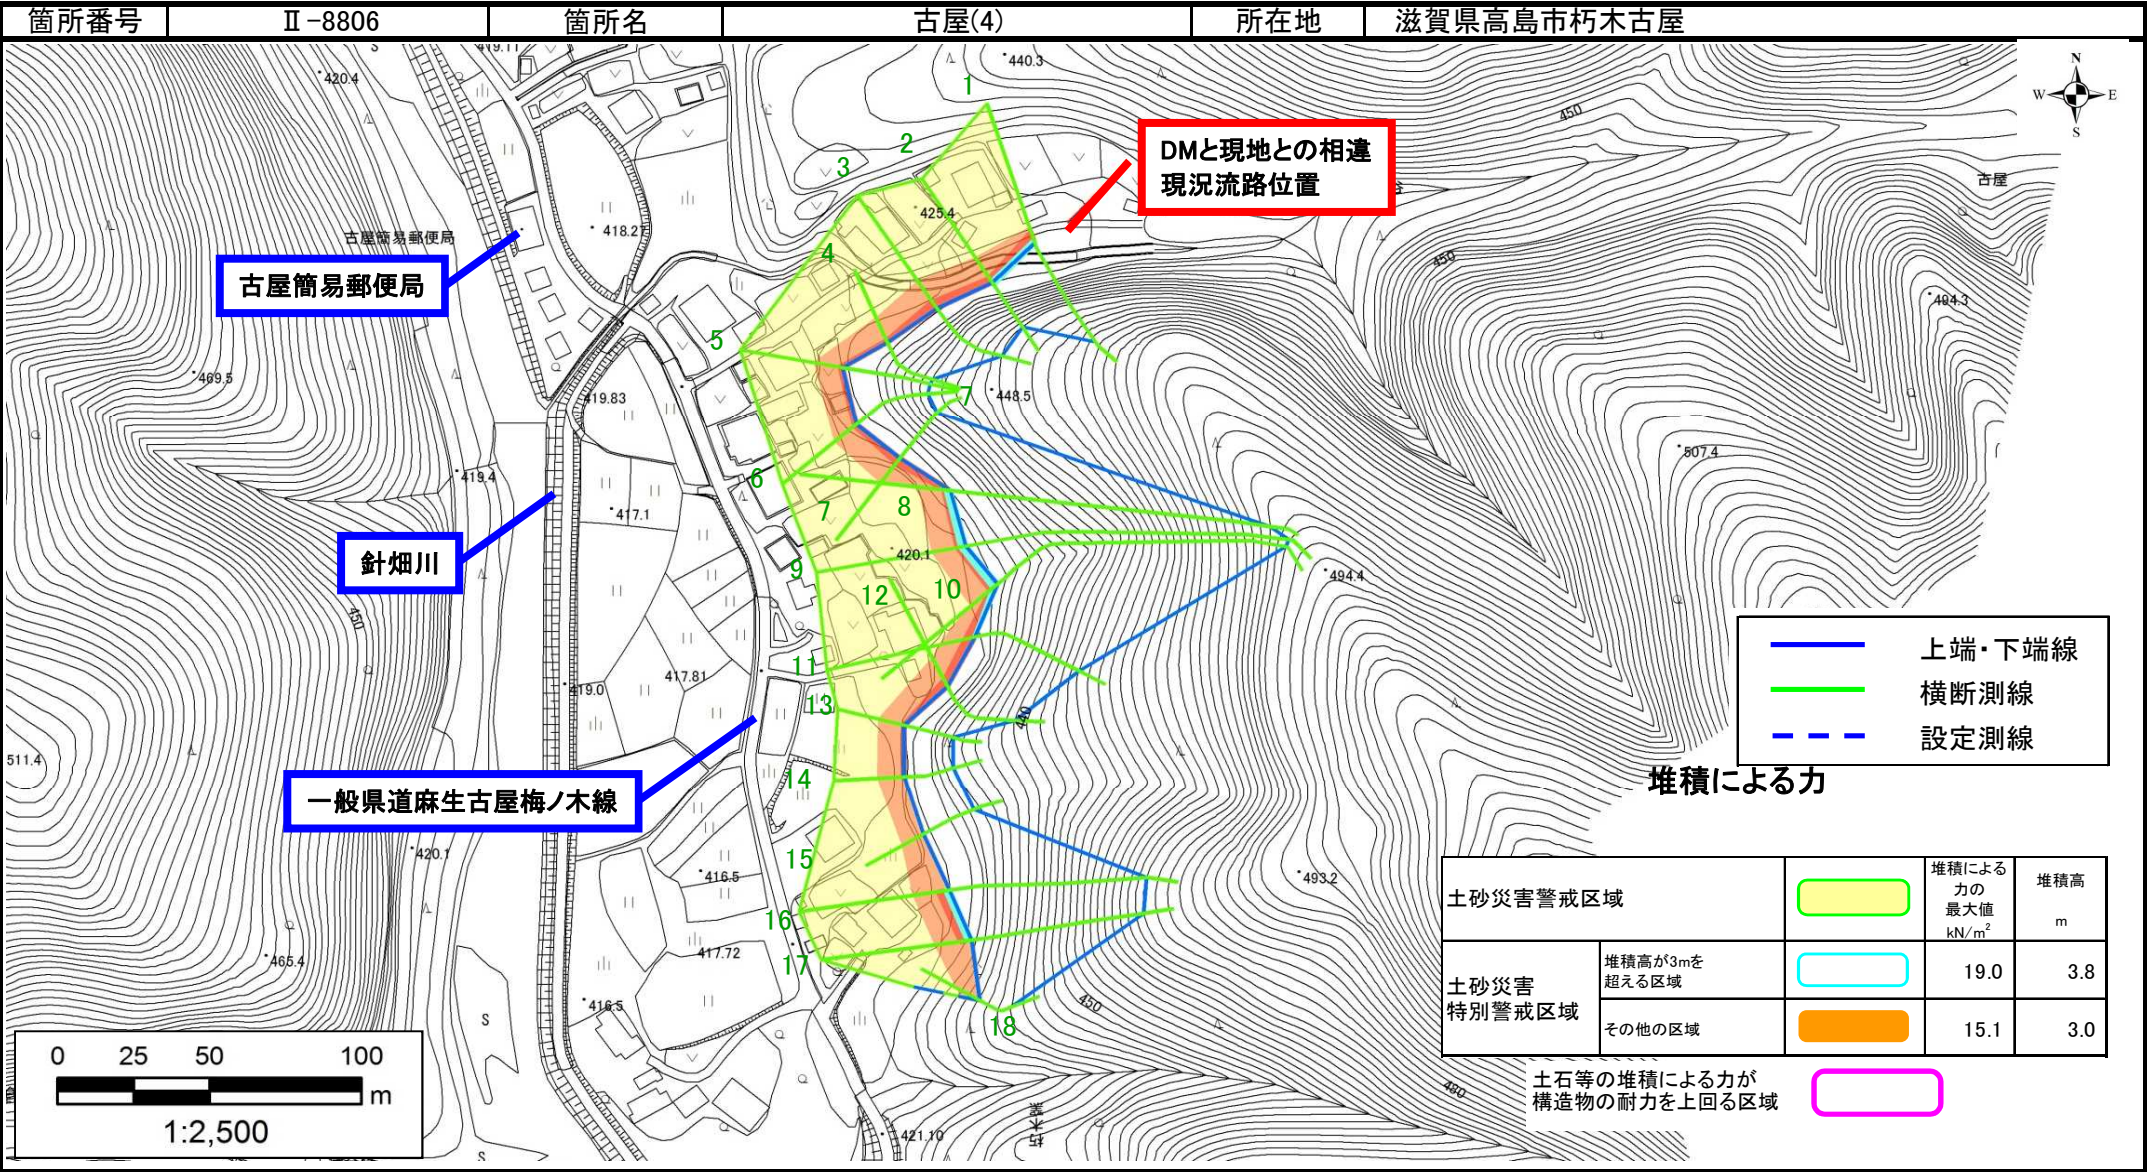 箇所番号 Ⅱ-8806 箇所名 古屋(4) 所在地 滋賀県高島市朽木古屋
N
W E
S
DMと現地との相違
現況流路位置
古屋簡易郵便局
古屋簡易郵便局
針畑川
一般県道麻生古屋梅ノ木線
古屋
1
2
3
4
5
6
7
7
8
9
10
11
12
13
14
15
16
17
18
419.11
420.4
440.3
450
425.4
418.27
450
494.3
469.5
419.83
448.5
507.4
419.4
417.1
420.1
494.4
450
419.0
417.81
440
511.4
420.1
416.5
493.2
465.4
417.72
416.5
450
480
421.10
上端・下端線
横断測線
設定測線
堆積による力
土砂災害警戒区域
堆積による
力の
最大値
kN/m²
堆積高
m
土砂災害
特別警戒区域
堆積高が3mを
超える区域
19.0 3.8
その他の区域 15.1 3.0
土石等の堆積による力が
構造物の耐力を上回る区域
0 25 50 100
m
1:2,500